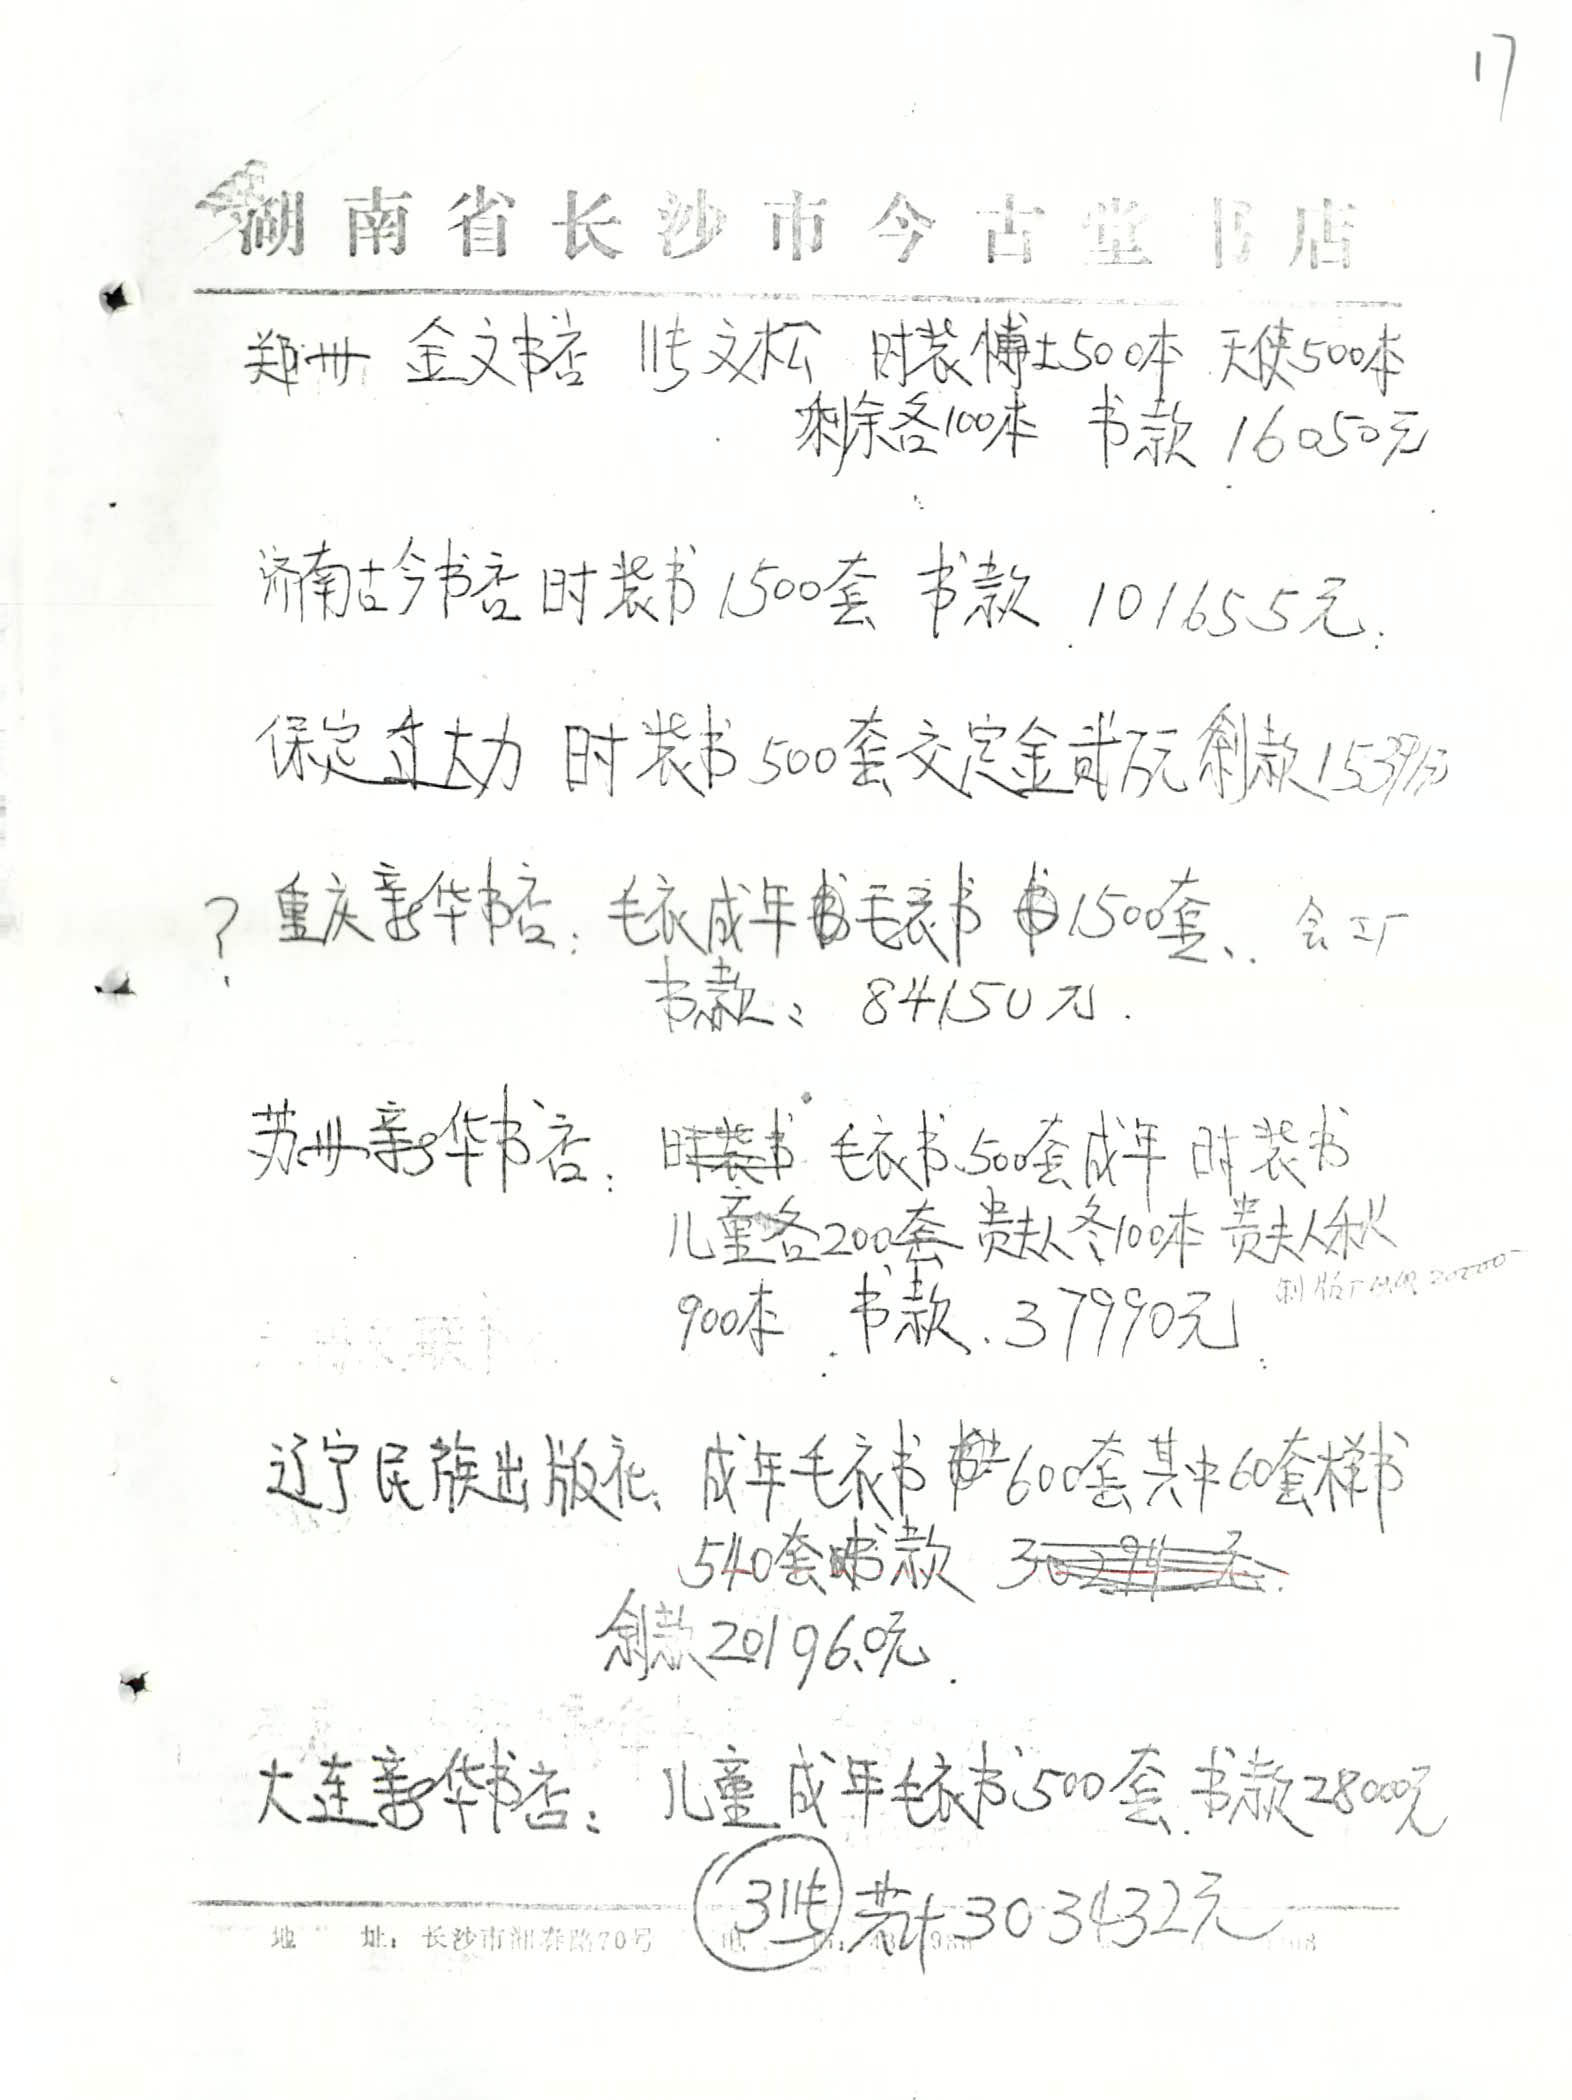 17
湖南省长沙市今古堂书店
郑州 金文书店 张文松 时装博士500本 天使500本
剩余各100本 书款 16050元
济南古今书店 时装书 1500套 书款 101655元
保定 大力 时装书500套交定金贰万元 剩款15391元
? 重庆新华书店: 毛衣成年 毛衣书 1500套、 会工厂
书款: 84150元.
苏州新华书店: 时装书 毛衣书500套成年 时装书
儿童各200套 贵夫人冬100本 贵夫人秋
900本 书款 37990元
制版厂 20000
辽宁民族出版社: 成年毛衣书 600套其中60套样书
540套 书款 30294元
剩款20196.0元
大连新华书店: 儿童 成年毛衣书500套 书款28000元
3张 共计303432元
地 址: 长沙市湘春路70号